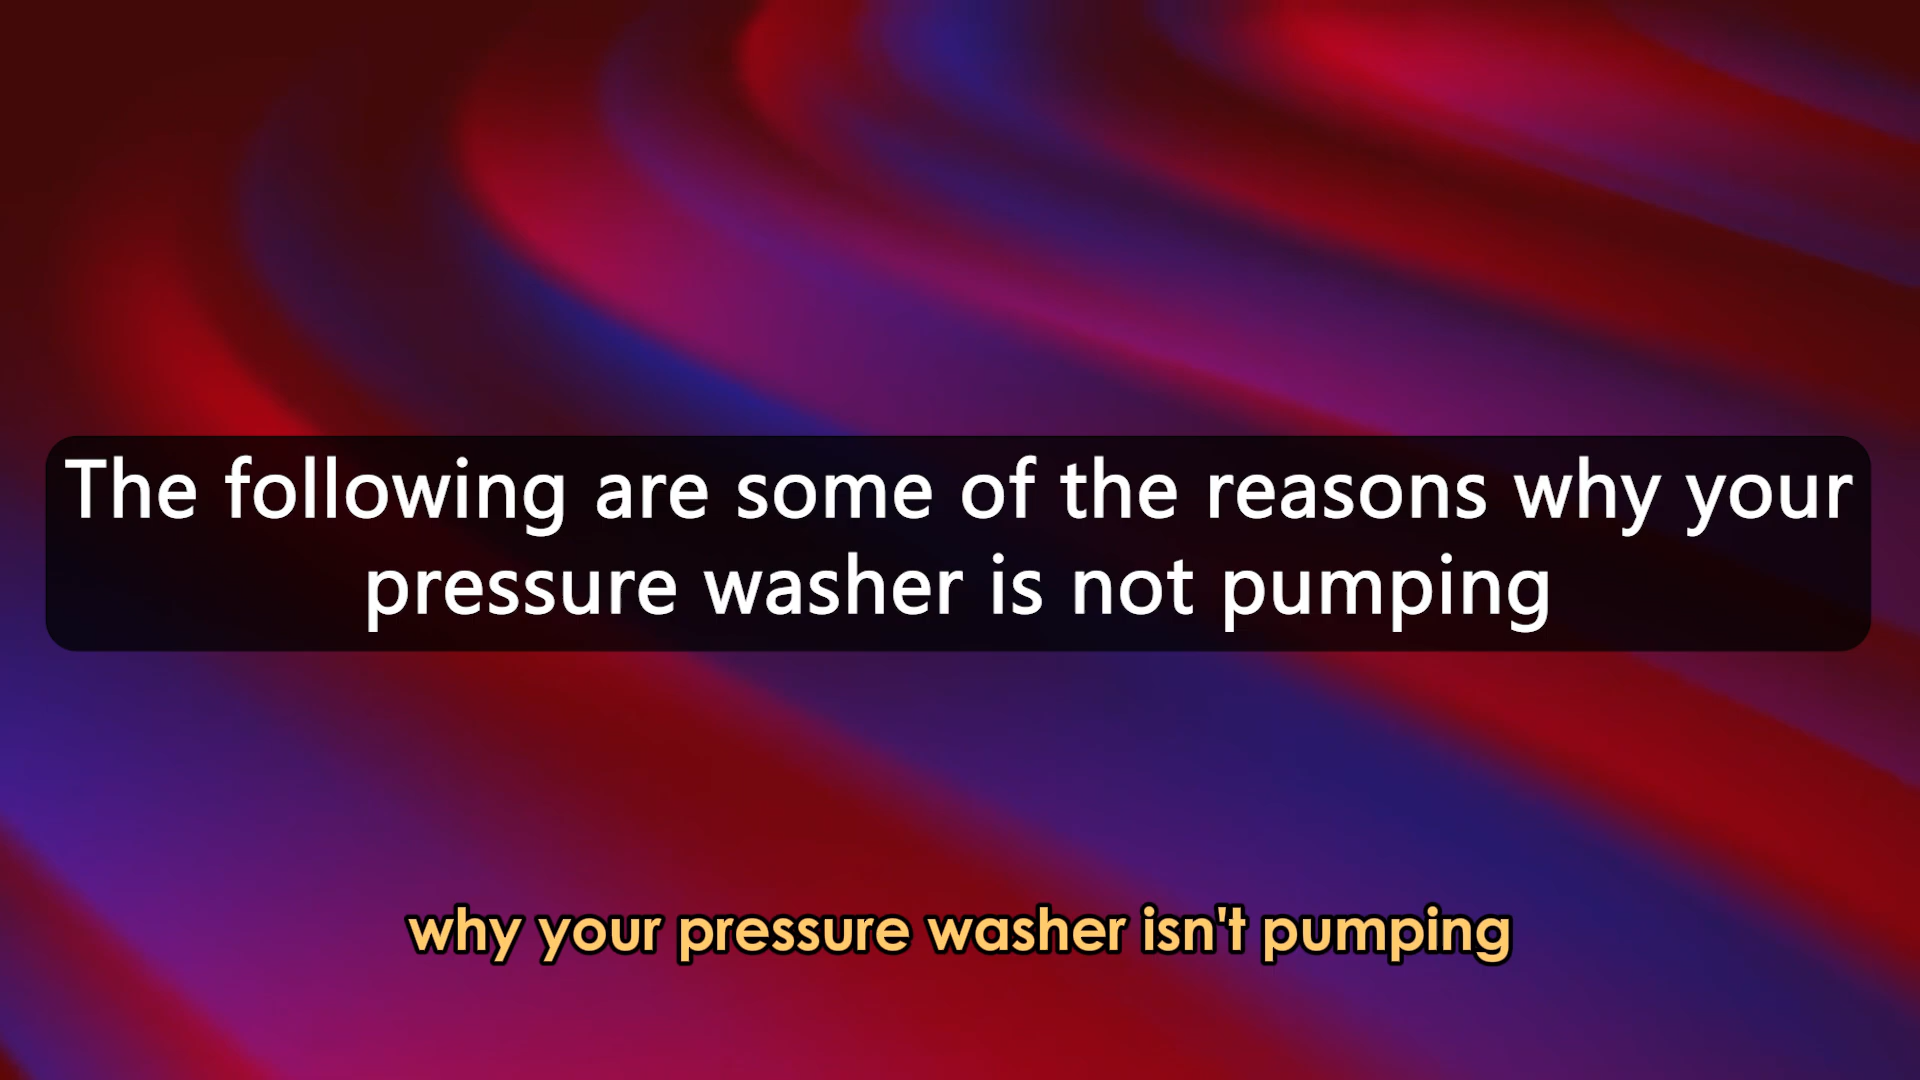 The following are some of the reasons why your
pressure washer is not pumping
why your pressure washer isn't pumping